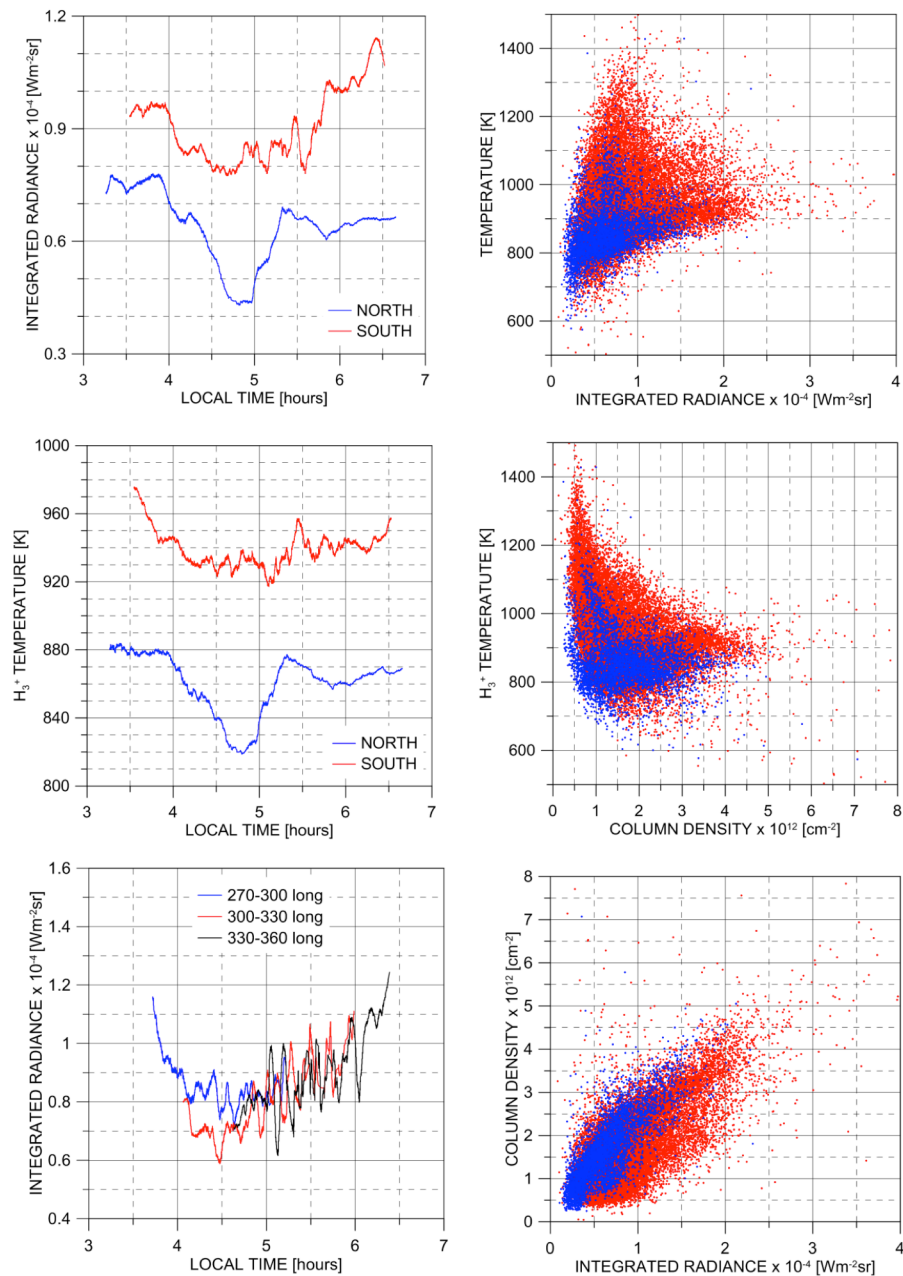 1.2
0.9
0.6
0.3
INTEGRATED RADIANCE x 10⁻⁴ [Wm⁻²sr]
NORTH
SOUTH
3 4 5 6 7
LOCAL TIME [hours]
1400
1200
1000
800
600
TEMPERATURE [K]
0 1 2 3 4
INTEGRATED RADIANCE x 10⁻⁴ [Wm⁻²sr]
1000
960
920
880
840
800
H₃⁺ TEMPERATURE [K]
NORTH
SOUTH
3 4 5 6 7
LOCAL TIME [hours]
1400
1200
1000
800
600
H₃⁺ TEMPERATUTE [K]
0 1 2 3 4 5 6 7 8
COLUMN DENSITY x 10¹² [cm⁻²]
1.6
1.4
1.2
1
0.8
0.6
0.4
INTEGRATED RADIANCE x 10⁻⁴ [Wm⁻²sr]
270-300 long
300-330 long
330-360 long
3 4 5 6 7
LOCAL TIME [hours]
8
7
6
5
4
3
2
1
0
COLUMN DENSITY x 10¹² [cm⁻²]
0 1 2 3 4
INTEGRATED RADIANCE x 10⁻⁴ [Wm⁻²sr]